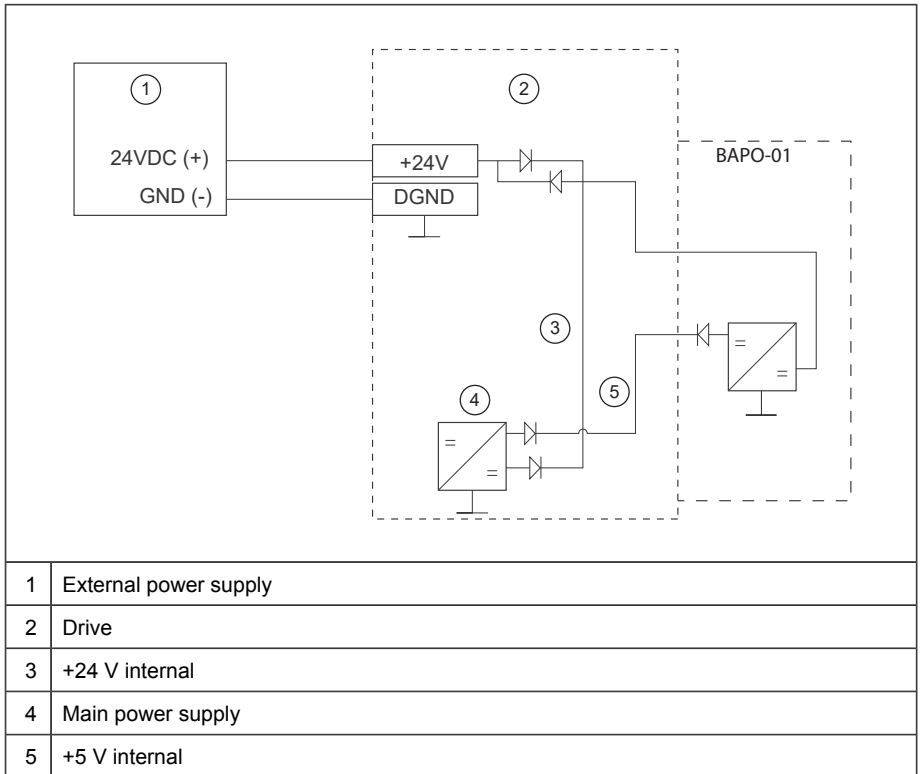 1
2
24VDC (+)
+24V
BAPO-01
GND (-)
DGND
3
5
4
1 External power supply
2 Drive
3 +24 V internal
4 Main power supply
5 +5 V internal